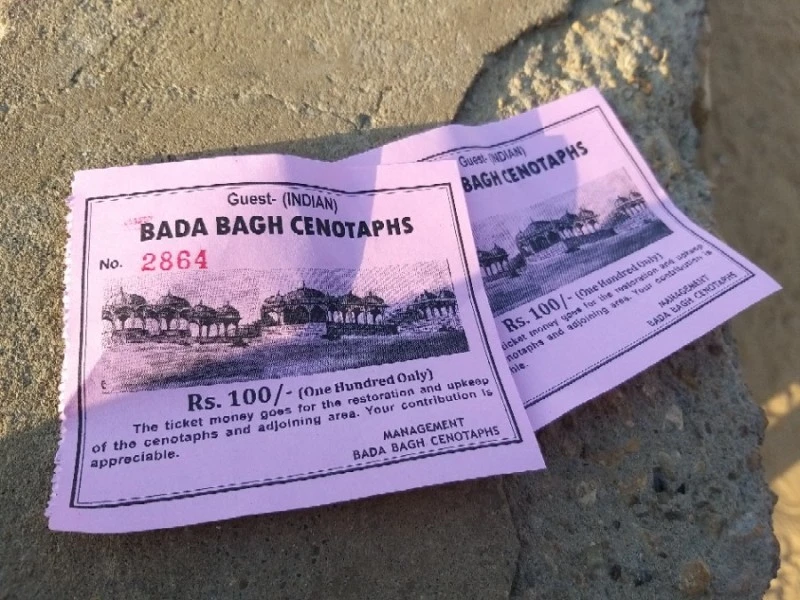 Guest- (INDIAN)
BADA BAGH CENOTAPHS
No. 2864
Rs. 100/- (One Hundred Only)
The ticket money goes for the restoration and upkeep
of the cenotaphs and adjoining area. Your contribution is
appreciable.
MANAGEMENT
BADA BAGH CENOTAPHS
Guest- (INDIAN)
BAGH CENOTAPHS
Rs. 100/- (One Hundred Only)
ticket money goes for the restoration and upkeep
and adjoining area. Your contribution is
MANAGEMENT
BADA BAGH CENOTAPHS